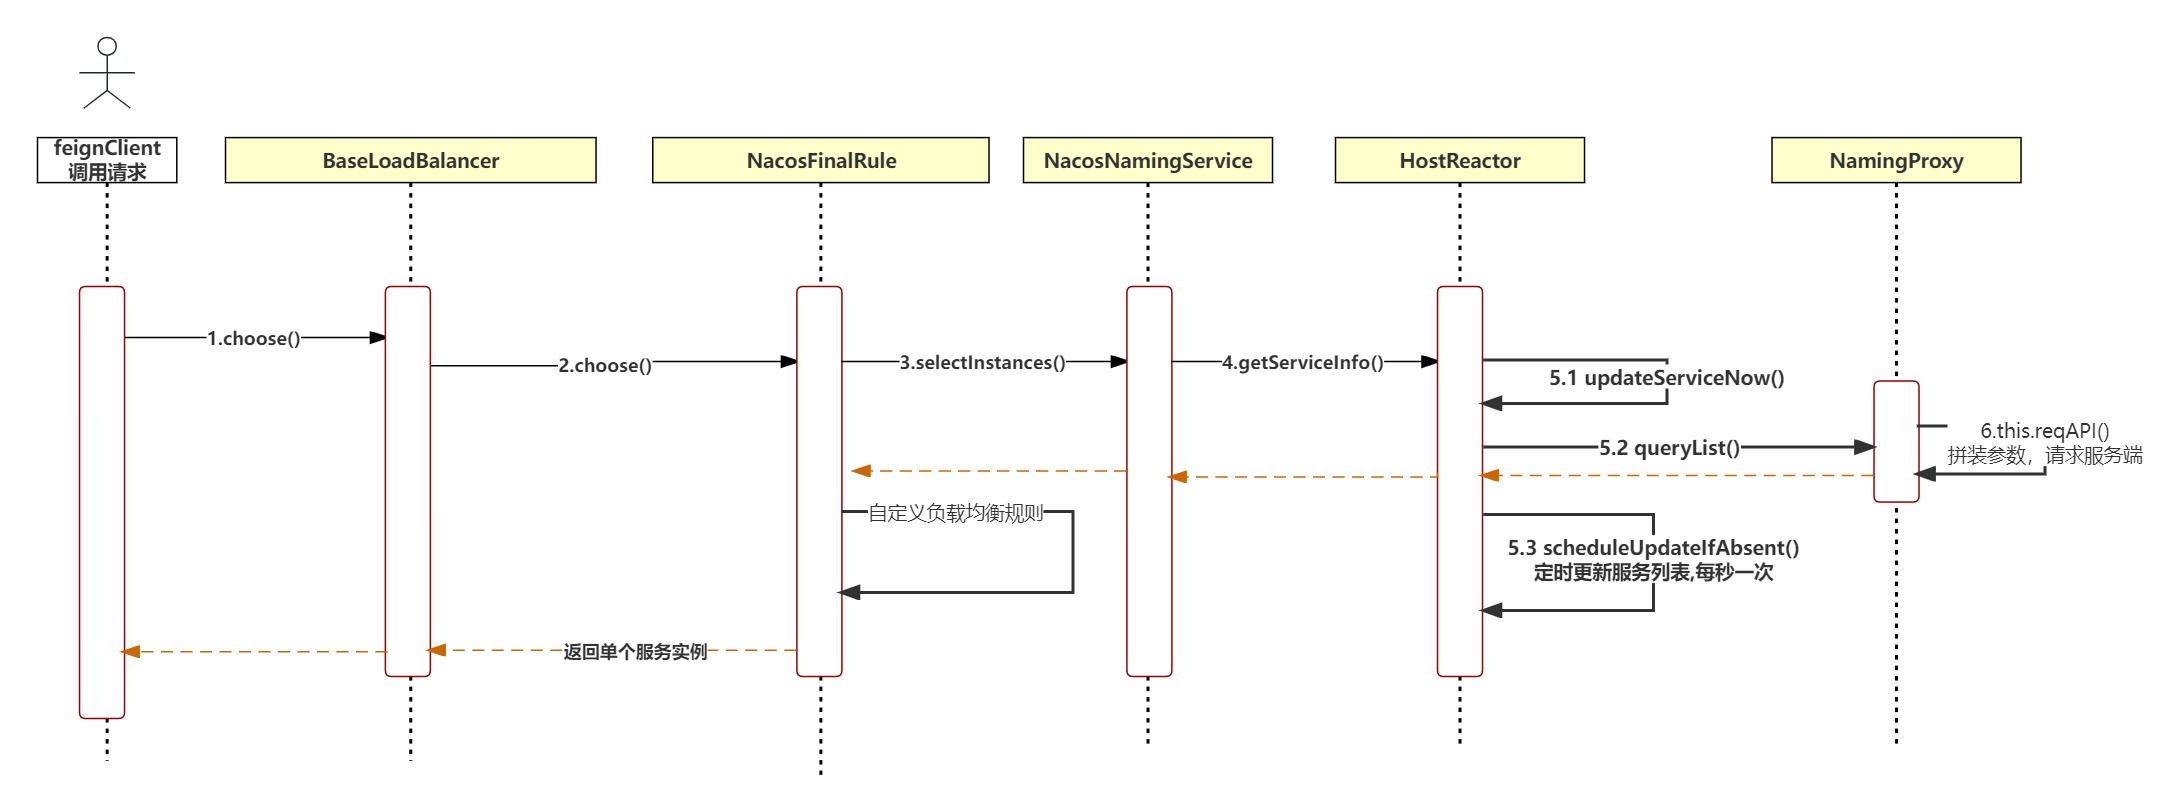 feignClient
调用请求
BaseLoadBalancer
NacosFinalRule
NacosNamingService
HostReactor
NamingProxy
1.choose()
2.choose()
3.selectInstances()
4.getServiceInfo()
5.1 updateServiceNow()
5.2 queryList()
6.this.reqAPI()
拼装参数，请求服务端
自定义负载均衡规则
5.3 scheduleUpdateIfAbsent()
定时更新服务列表,每秒一次
返回单个服务实例